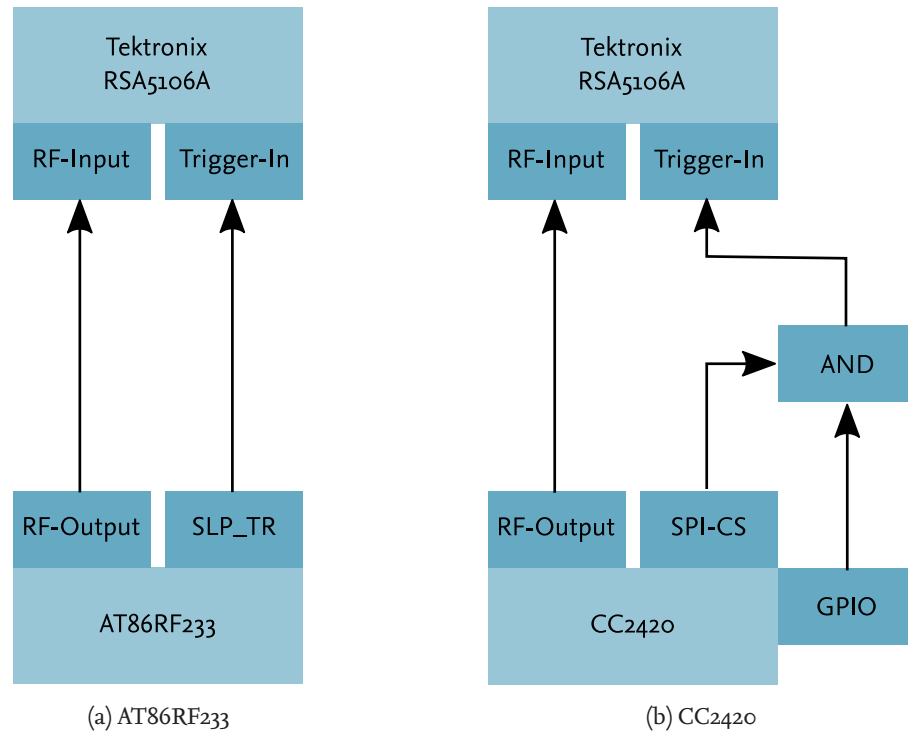 Tektronix
RSA5106A
RF-Input
Trigger-In
RF-Output
SLP_TR
AT86RF233
(a) AT86RF233
Tektronix
RSA5106A
RF-Input
Trigger-In
AND
RF-Output
SPI-CS
GPIO
CC2420
(b) CC2420